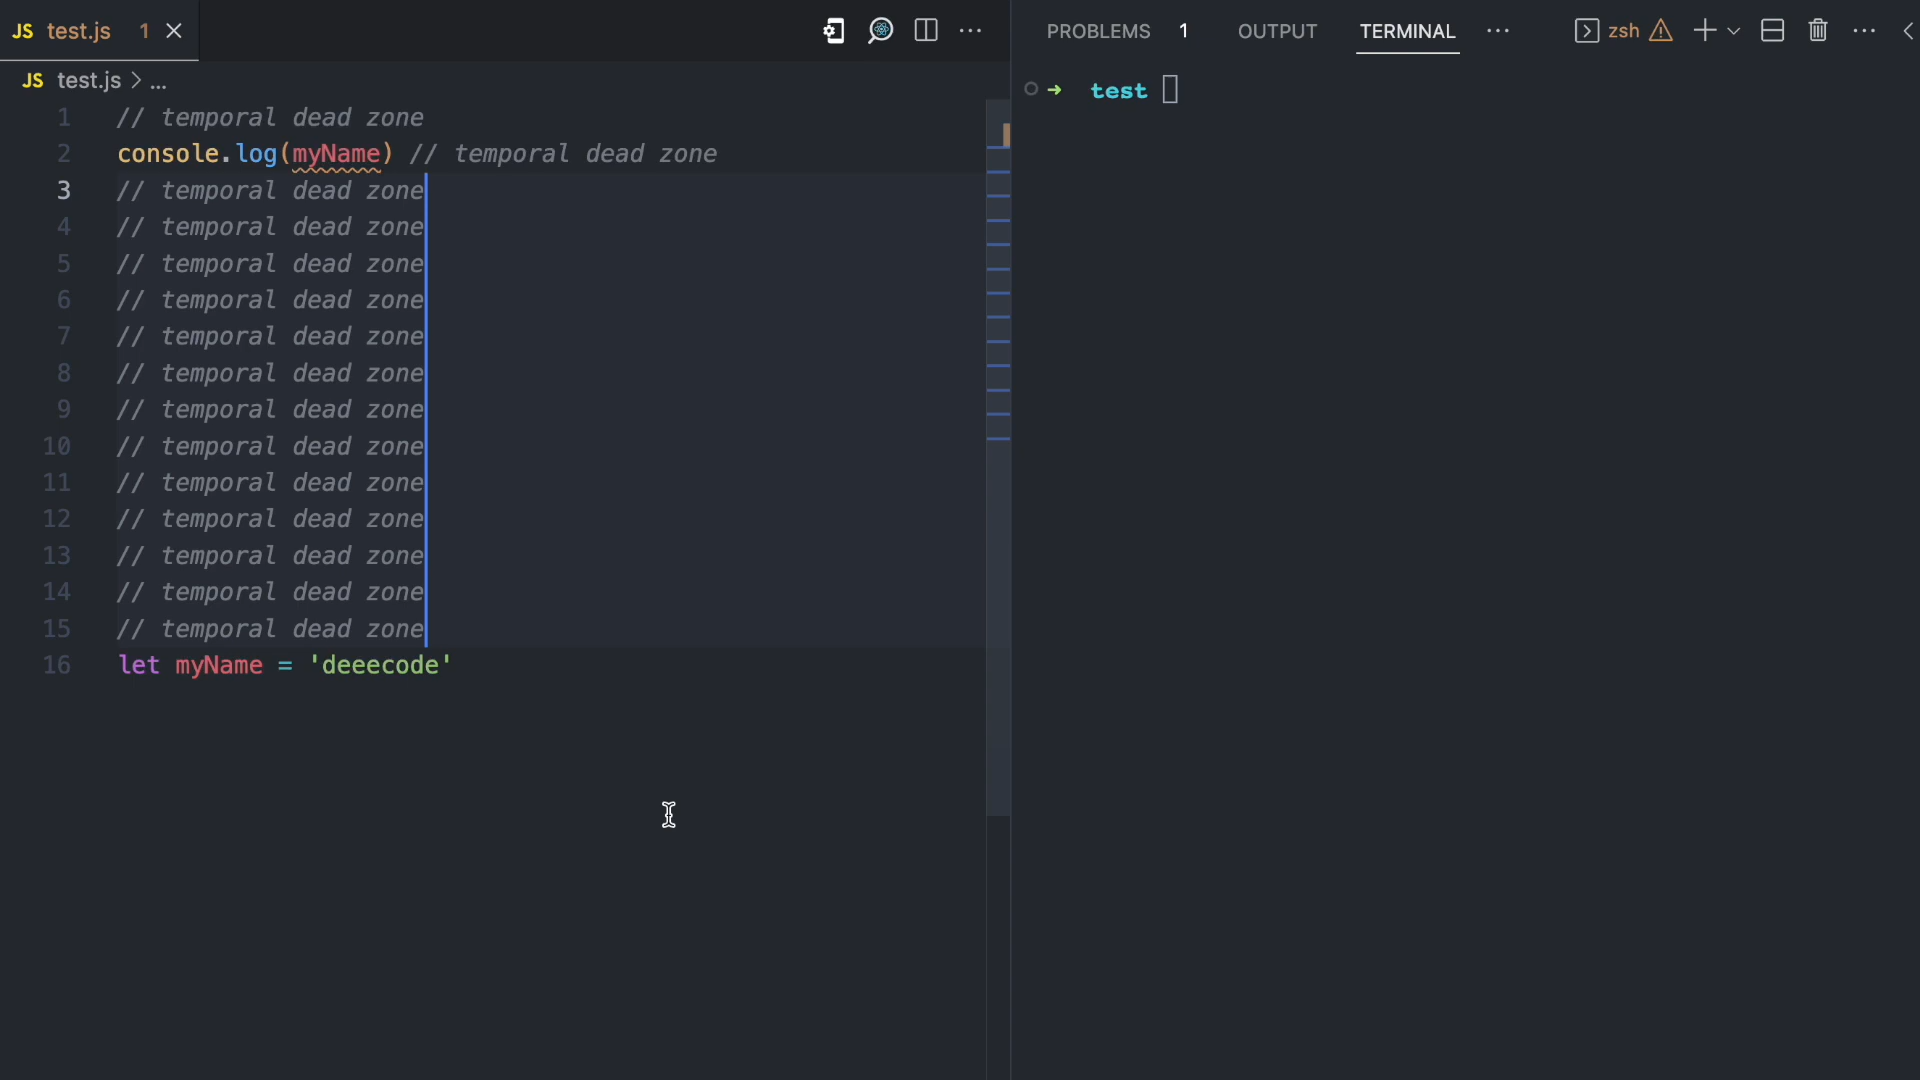 JS test.js 1
PROBLEMS 1 OUTPUT TERMINAL ··· zsh
JS test.js > ...
test
1 // temporal dead zone
2 console.log(myName) // temporal dead zone
3 // temporal dead zone
4 // temporal dead zone
5 // temporal dead zone
6 // temporal dead zone
7 // temporal dead zone
8 // temporal dead zone
9 // temporal dead zone
10 // temporal dead zone
11 // temporal dead zone
12 // temporal dead zone
13 // temporal dead zone
14 // temporal dead zone
15 // temporal dead zone
16 let myName = 'deeecode'